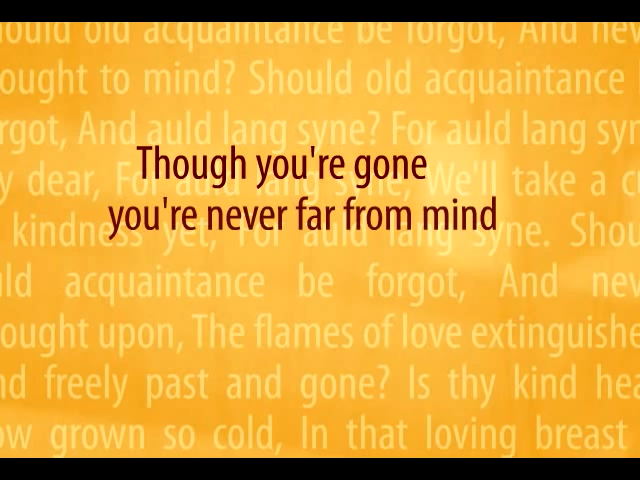 ould old acquaintance be forgot, And nev
ought to mind? Should old acquaintance
rgot, And auld lang syne? For auld lang syn
Though you're gone
y dear, For auld lang syne, We'll take a cu
you're never far from mind
kindness yet, For auld lang syne. Shou
ld acquaintance be forgot, And nev
ought upon, The flames of love extinguishe
nd freely past and gone? Is thy kind hea
ow grown so cold, In that loving breast